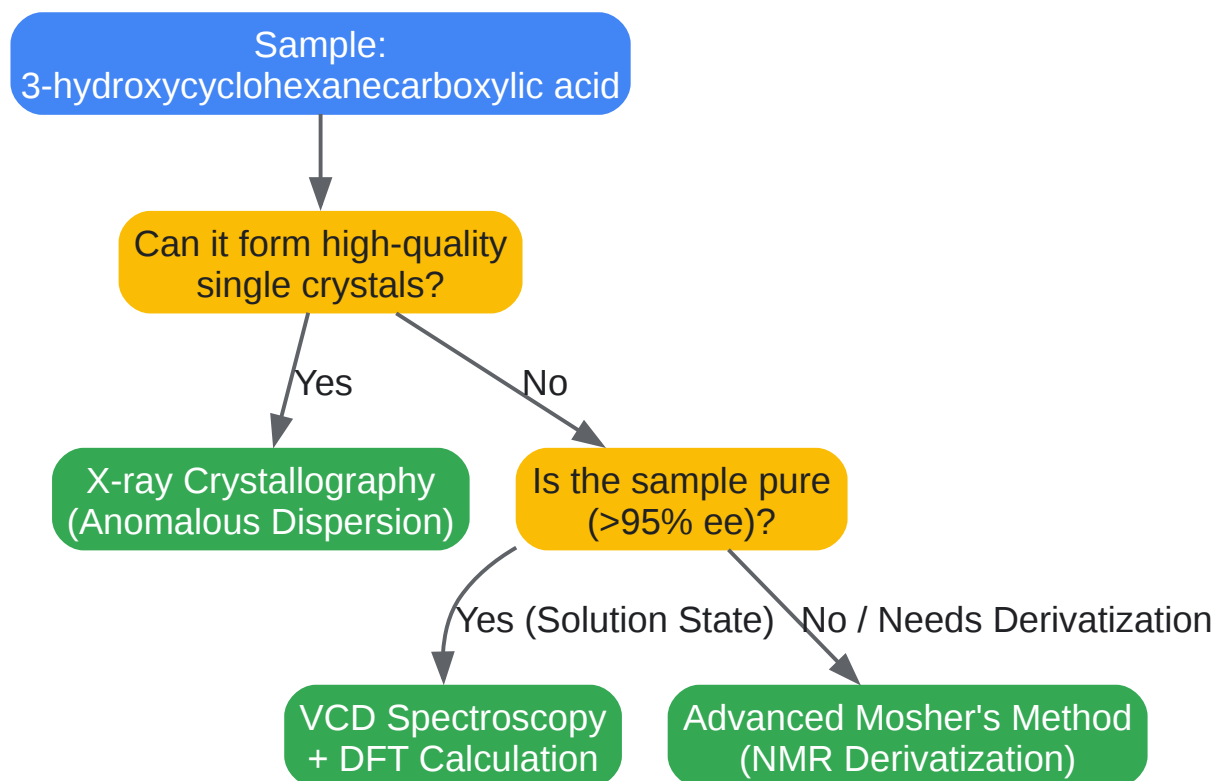 Sample:
3-hydroxycyclohexanecarboxylic acid
Can it form high-quality
single crystals?
Yes
No
X-ray Crystallography
(Anomalous Dispersion)
Is the sample pure
(>95% ee)?
Yes (Solution State)
No / Needs Derivatization
VCD Spectroscopy
+ DFT Calculation
Advanced Mosher's Method
(NMR Derivatization)